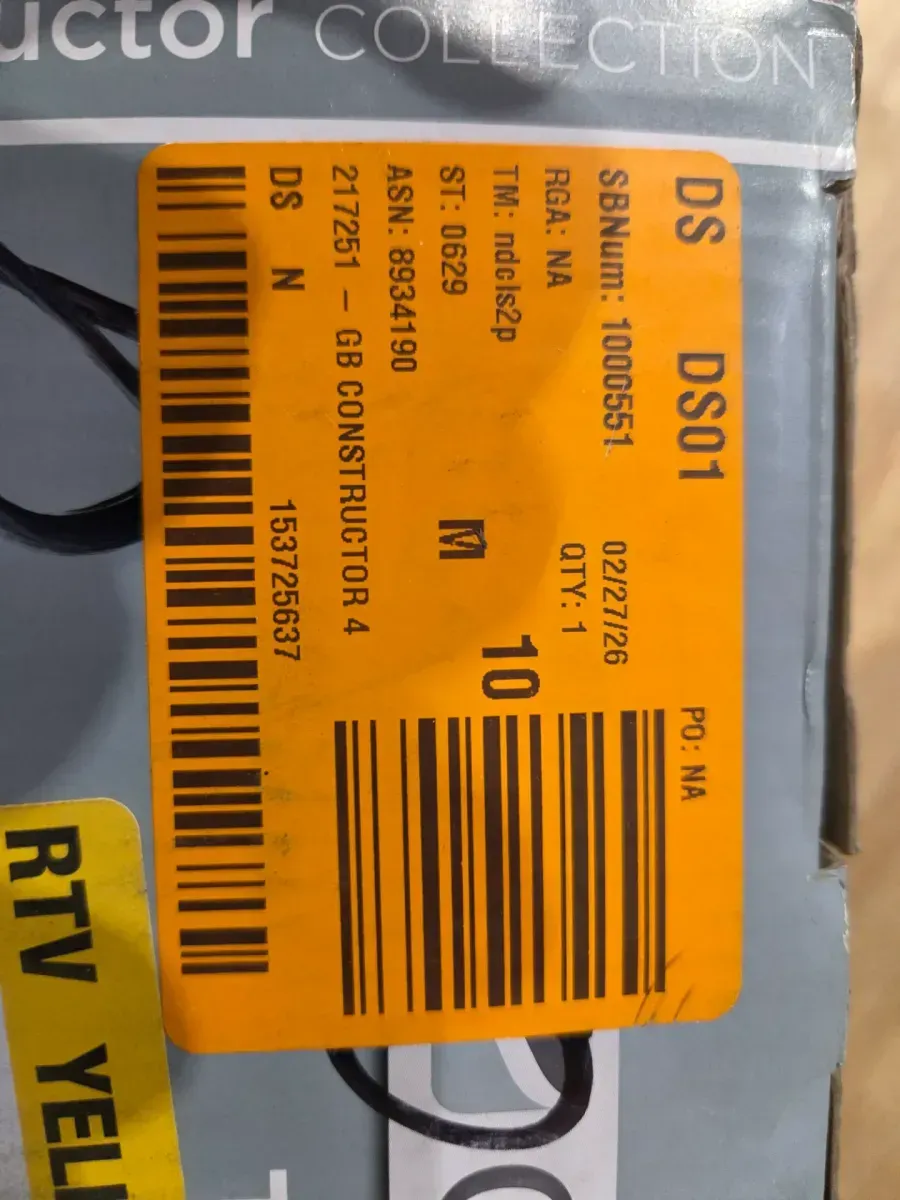 uctor COLLECTION
DS DS01
PO: NA
SBNum: 1000551 02/27/26
RGA: NA QTY: 1
TM: ndcls2p
10
ST: 0629 M
ASN: 8934190
217251 - GB CONSTRUCTOR 4
DS N 153725637
RTV YELL